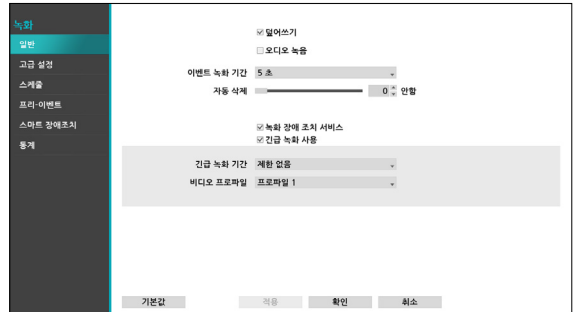 녹화
일반
고급 설정
스케줄
프리-이벤트
스마트 장애조치
통계
덮어쓰기
오디오 녹음
이벤트 녹화 기간 5 초
자동 삭제 0 안함
녹화 장애 조치 서비스
긴급 녹화 사용
긴급 녹화 기간 제한 없음
비디오 프로파일 프로파일 1
기본값 적용 확인 취소